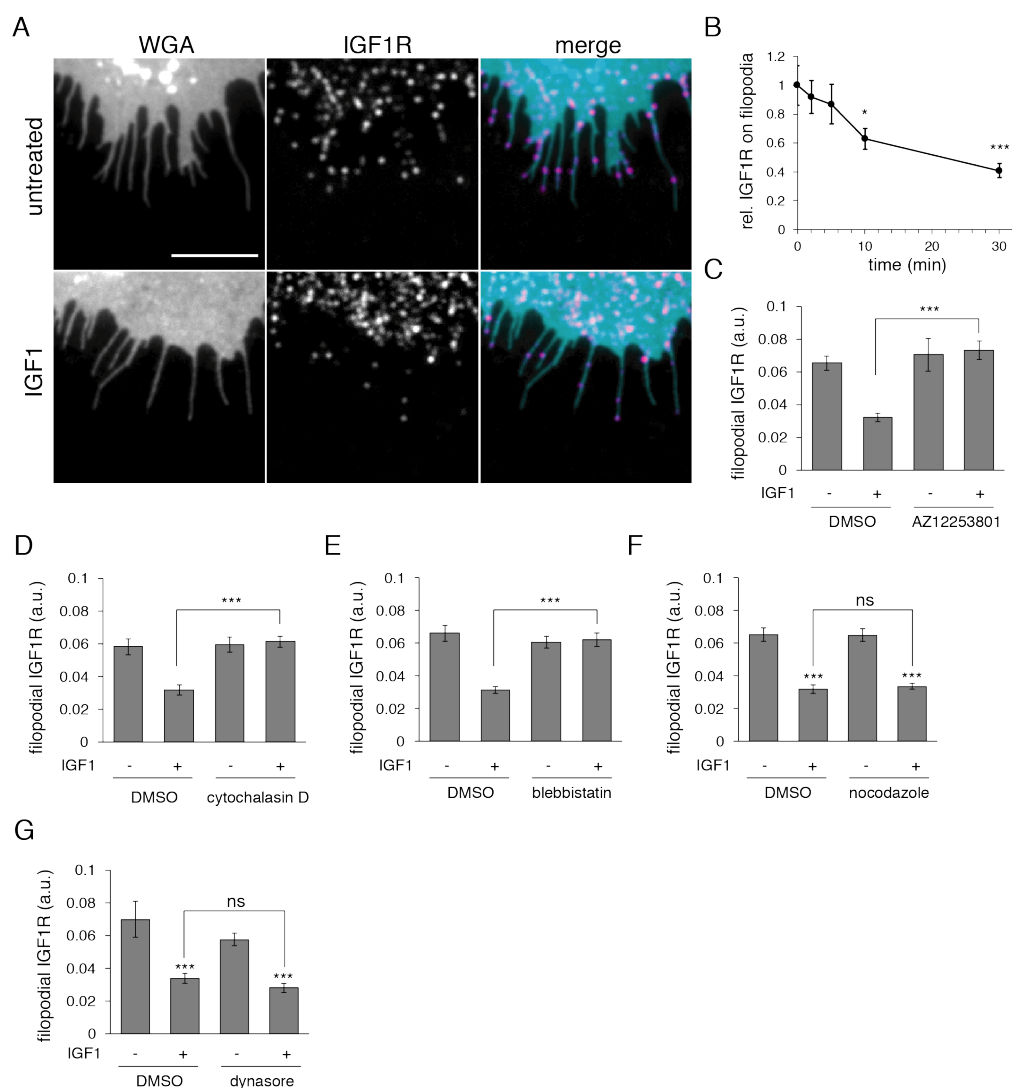 A
WGA
IGF1R
merge
untreated
IGF1
B
rel. IGF1R on filopodia
1.2
1
0.8
0.6
0.4
0.2
0
*
***
0
10
20
30
time (min)
C
filopodial IGF1R (a.u.)
0.1
0.08
0.06
0.04
0.02
0
***
IGF1
-
+
-
+
DMSO
AZ12253801
D
filopodial IGF1R (a.u.)
0.1
0.08
0.06
0.04
0.02
0
***
IGF1
-
+
-
+
DMSO
cytochalasin D
E
filopodial IGF1R (a.u.)
0.1
0.08
0.06
0.04
0.02
0
***
IGF1
-
+
-
+
DMSO
blebbistatin
F
filopodial IGF1R (a.u.)
0.1
0.08
0.06
0.04
0.02
0
ns
***
***
IGF1
-
+
-
+
DMSO
nocodazole
G
filopodial IGF1R (a.u.)
0.1
0.08
0.06
0.04
0.02
0
ns
***
***
IGF1
-
+
-
+
DMSO
dynasore